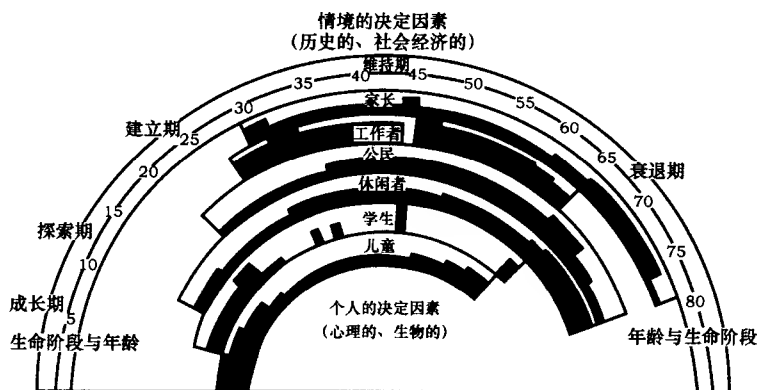 情境的决定因素
（历史的、社会经济的）
维持期
35 40 45 50
30 家长 55
建立期 25 工作者 60
20 公民 65 衰退期
15 休闲者 70
探索期 学生 75
10 儿童
成长期 5 个人的决定因素 80
生命阶段与年龄 （心理的、生物的） 年龄与生命阶段